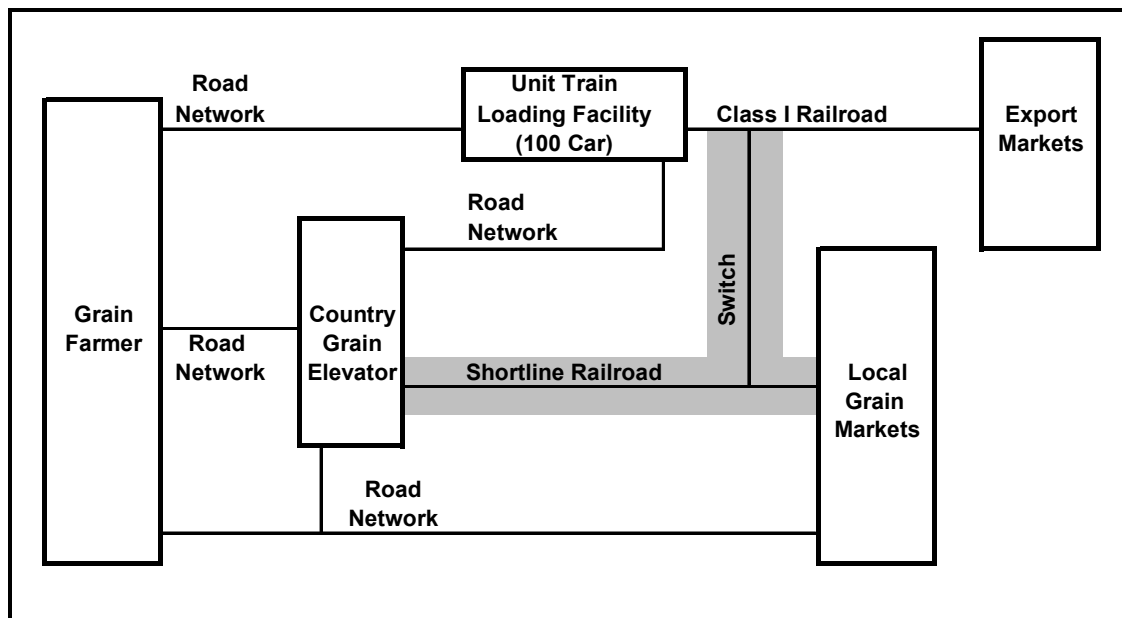 Road
Network
Unit Train
Loading Facility
(100 Car)
Class I Railroad
Export
Markets
Road
Network
Grain
Farmer
Road
Network
Country
Grain
Elevator
Switch
Shortline Railroad
Local
Grain
Markets
Road
Network